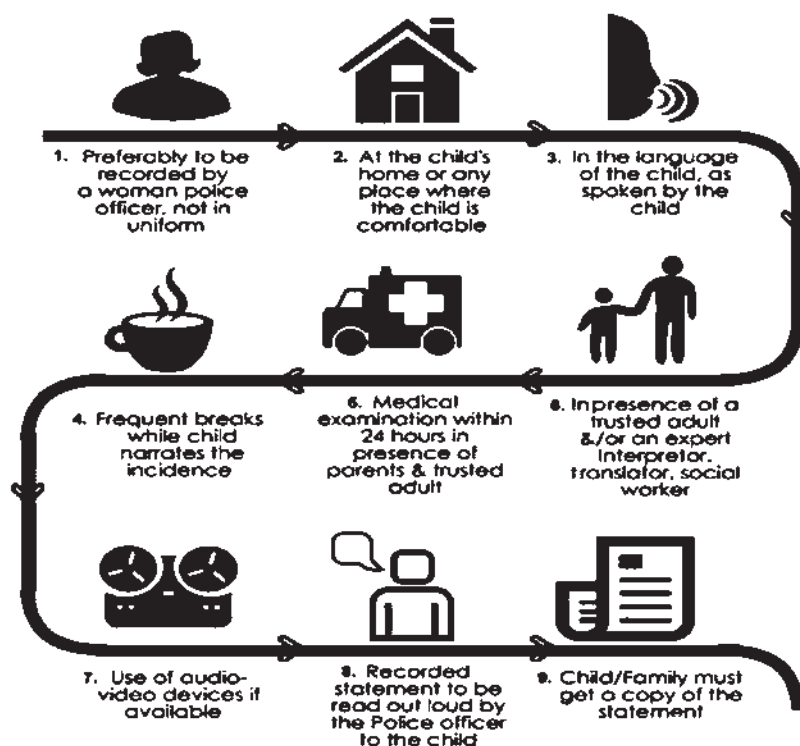 1. Preferably to be
recorded by
a woman police
officer, not in
uniform
2. At the child's
home or any
place where
the child is
comfortable
3. In the language
of the child, as
spoken by the
child
4. Frequent breaks
while child
narrates the
incidence
5. Medical
examination within
24 hours in
presence of
parents & trusted
adult
6. Inpresence of a
trusted adult
&/or an expert
Interpretor,
translator, social
worker
7. Use of audio-
video devices if
available
8. Recorded
statement to be
read out loud by
the Police officer
to the child
9. Child/Family must
get a copy of the
statement